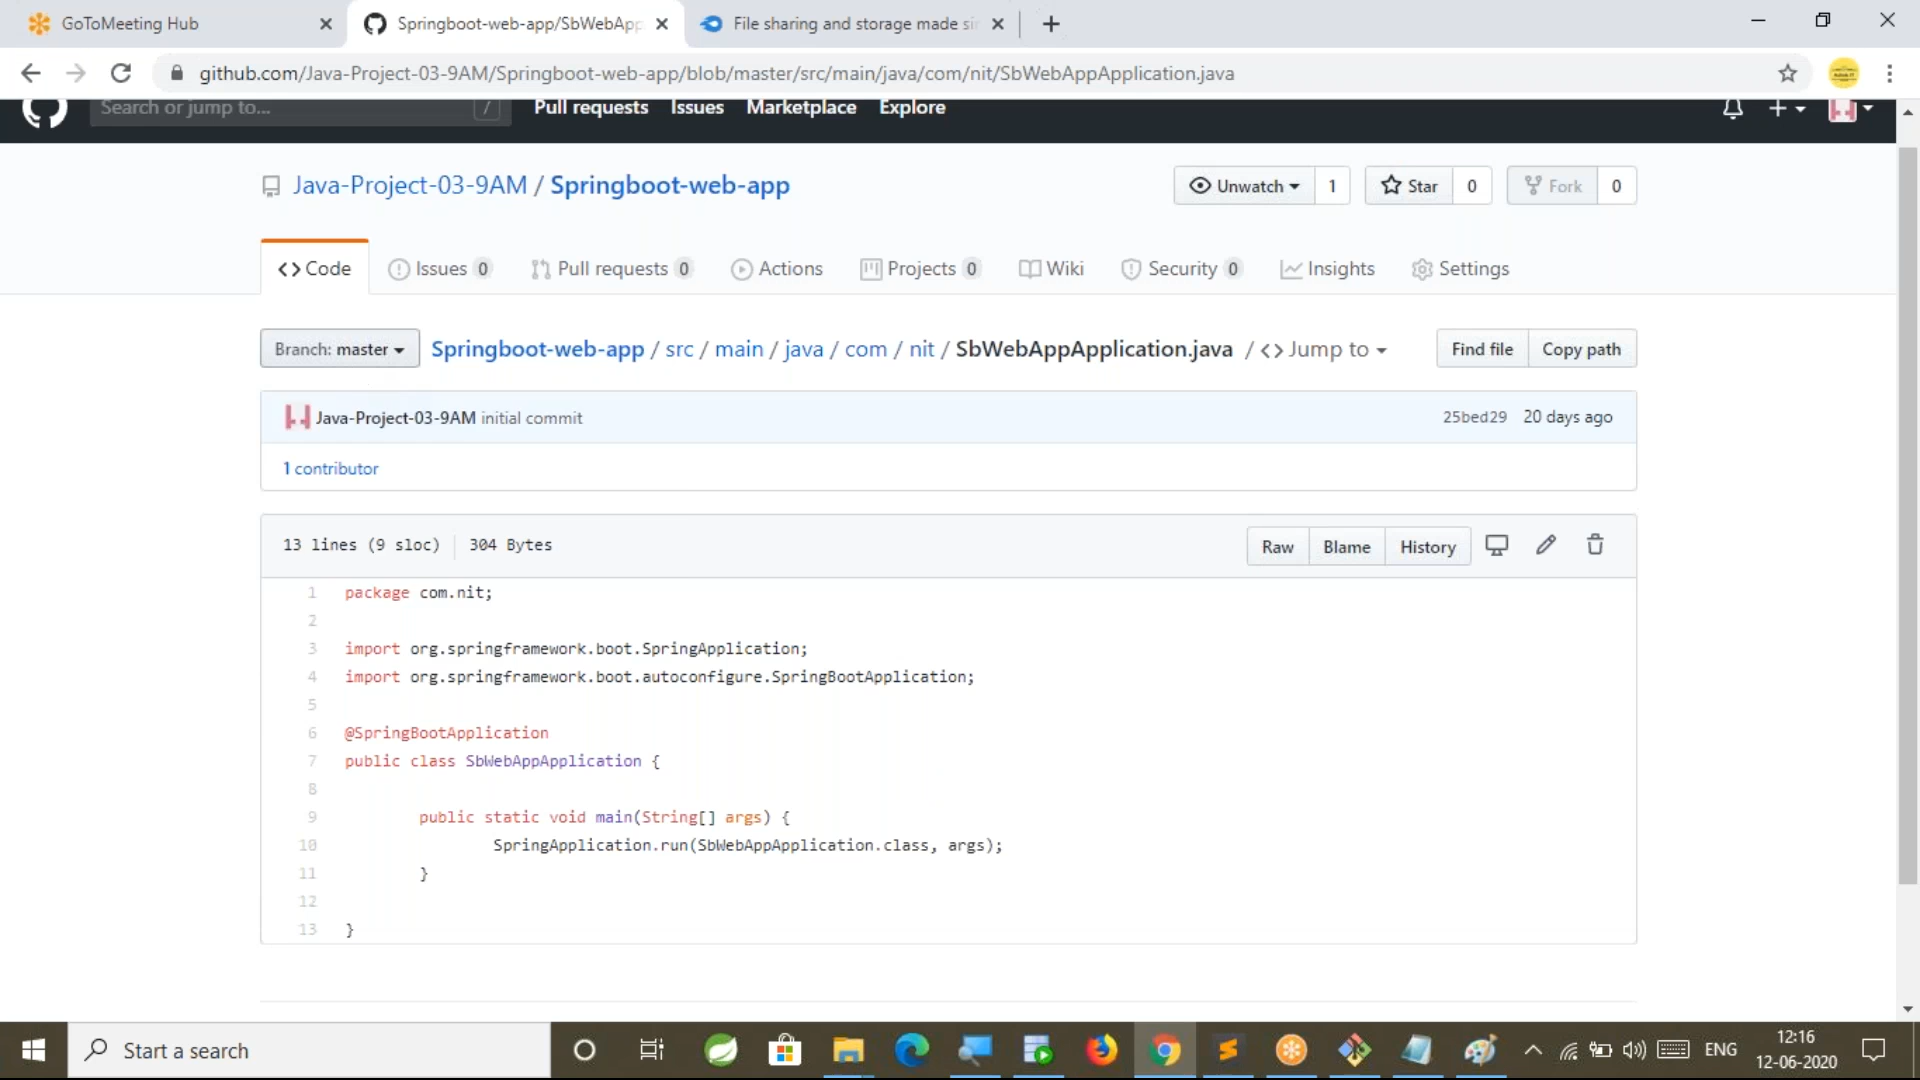 GoToMeeting Hub
Springboot-web-app/SbWebApp
File sharing and storage made si
github.com/Java-Project-03-9AM/Springboot-web-app/blob/master/src/main/java/com/nit/SbWebAppApplication.java
Search or jump to... / Pull requests Issues Marketplace Explore
Java-Project-03-9AM / Springboot-web-app
Unwatch 1 Star 0 Fork 0
Code Issues 0 Pull requests 0 Actions Projects 0 Wiki Security 0 Insights Settings
Branch: master Springboot-web-app / src / main / java / com / nit / SbWebAppApplication.java / <> Jump to Find file Copy path
Java-Project-03-9AM initial commit 25bed29 20 days ago
1 contributor
13 lines (9 sloc) 304 Bytes Raw Blame History
1 package com.nit;
2
3 import org.springframework.boot.SpringApplication;
4 import org.springframework.boot.autoconfigure.SpringBootApplication;
5
6 @SpringBootApplication
7 public class SbWebAppApplication {
8
9 public static void main(String[] args) {
10 SpringApplication.run(SbWebAppApplication.class, args);
11 }
12
13 }
Start a search
ENG
12:16
12-06-2020